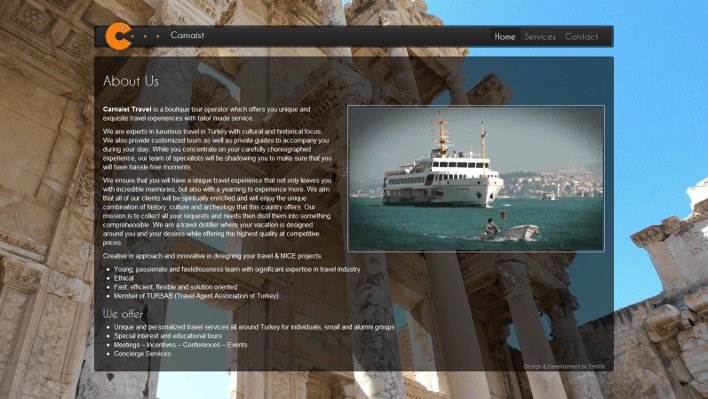 Carnaist
Home Services Contact
About Us
Carnaist Travel is a boutique tour operator which offers you unique and
exquisite travel experiences with tailor made service.
We are experts in luxurious travel in Turkey with cultural and historical focus.
We also provide customized tours as well as private guides to accompany you
during your stay. While you concentrate on your carefully choreographed
experience, our team of specialists will be shadowing you to make sure that you
will have hassle free moments.
We ensure that you will have a unique travel experience that not only leaves you
with incredible memories, but also with a yearning to experience more. We aim
that all of our clients will be spiritually enriched and will enjoy the unique
combination of history, culture and archeology that this country offers. Our
mission is to collect all your requests and needs then distil them into something
comprehensible. We are a travel distiller where your vacation is designed
around you and your desires while offering the highest quality at competitive
prices.
Creative in approach and innovative in designing your travel & MICE projects.
Young, passionate and fastidiousness team with significant expertise in travel industry
Ethical
Fast, efficient, flexible and solution oriented
Member of TURSAB (Travel Agent Association of Turkey)
We offer
Unique and personalized travel services all around Turkey for individuals, small and alumni groups
Special interest and educational tours
Meetings – Incentives – Conferences – Events
Concierge Services
Design & Development by